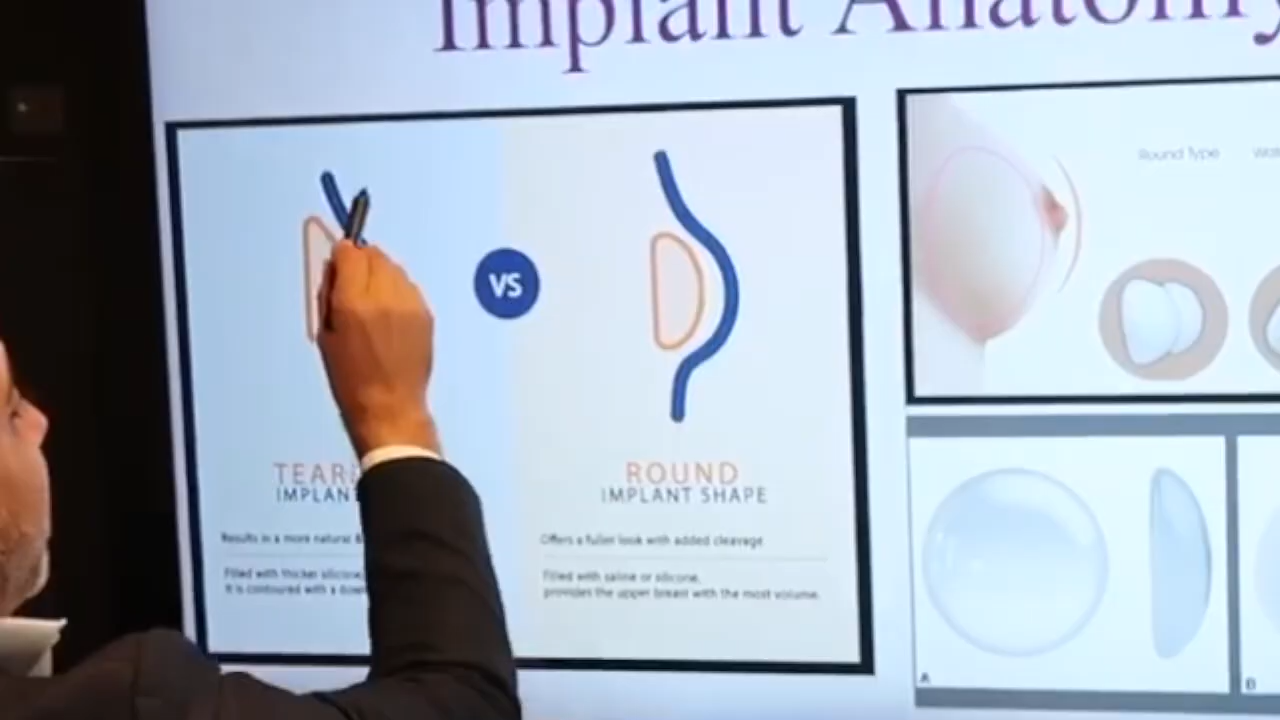 Implant Anatomy
VS
TEAR
IMPLANT
Results in a more natural
Filled with thicker silicone,
It is contoured with a
ROUND
IMPLANT SHAPE
Offers a fuller look with added cleavage
Filled with saline or silicone,
provides the upper breast with the most volume.
Round Type
A
B